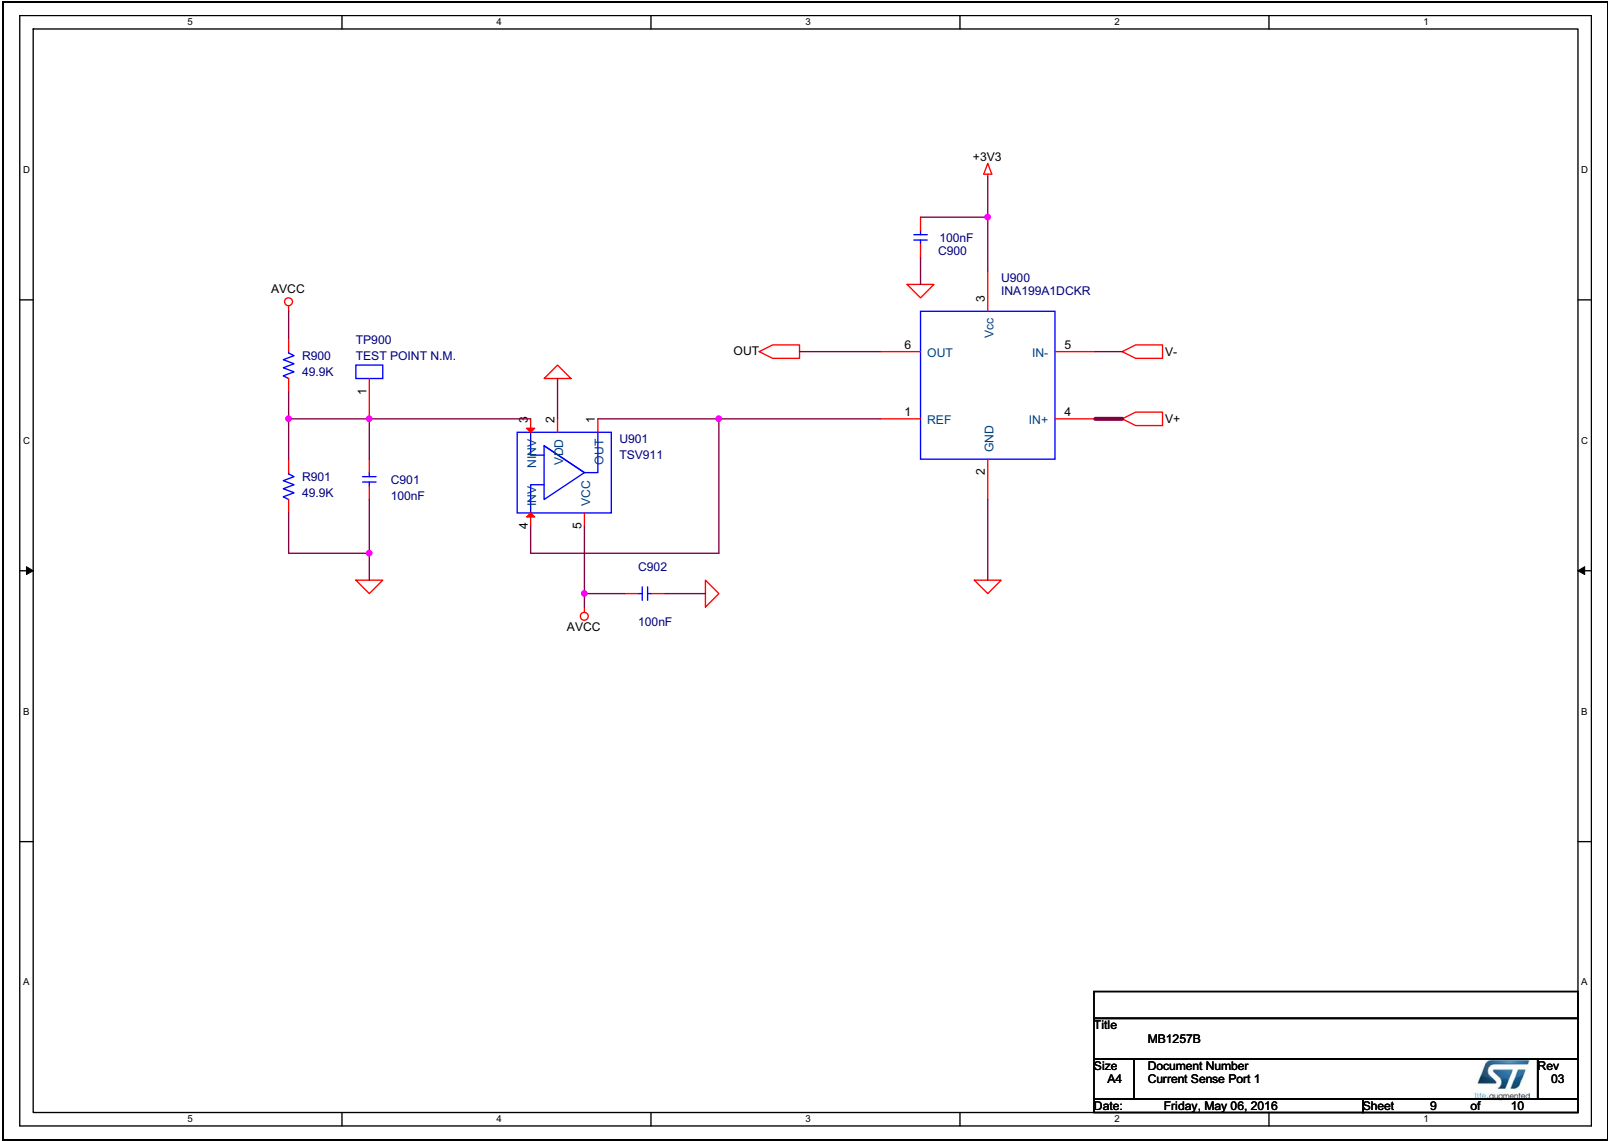 5 4 3 2 1
D D
+3V3
100nF
C900
U900
INA199A1DCKR
AVCC
3
Vcc
TP900
TEST POINT N.M.
R900
49.9K
1
OUT 6 OUT IN- 5 V-
3 2 1
1 REF IN+ 4 V+
C C
NINV VDD OUT
U901
TSV911
GND
INV VCC
2
R901
49.9K
C901
100nF
4 5
C902
100nF
AVCC
B B
A A
Title
MB1257B
Size
A4
Document Number
Current Sense Port 1
Rev
03
life.augmented
Date: Friday, May 06, 2016 Sheet 9 of 10
5 4 3 2 1